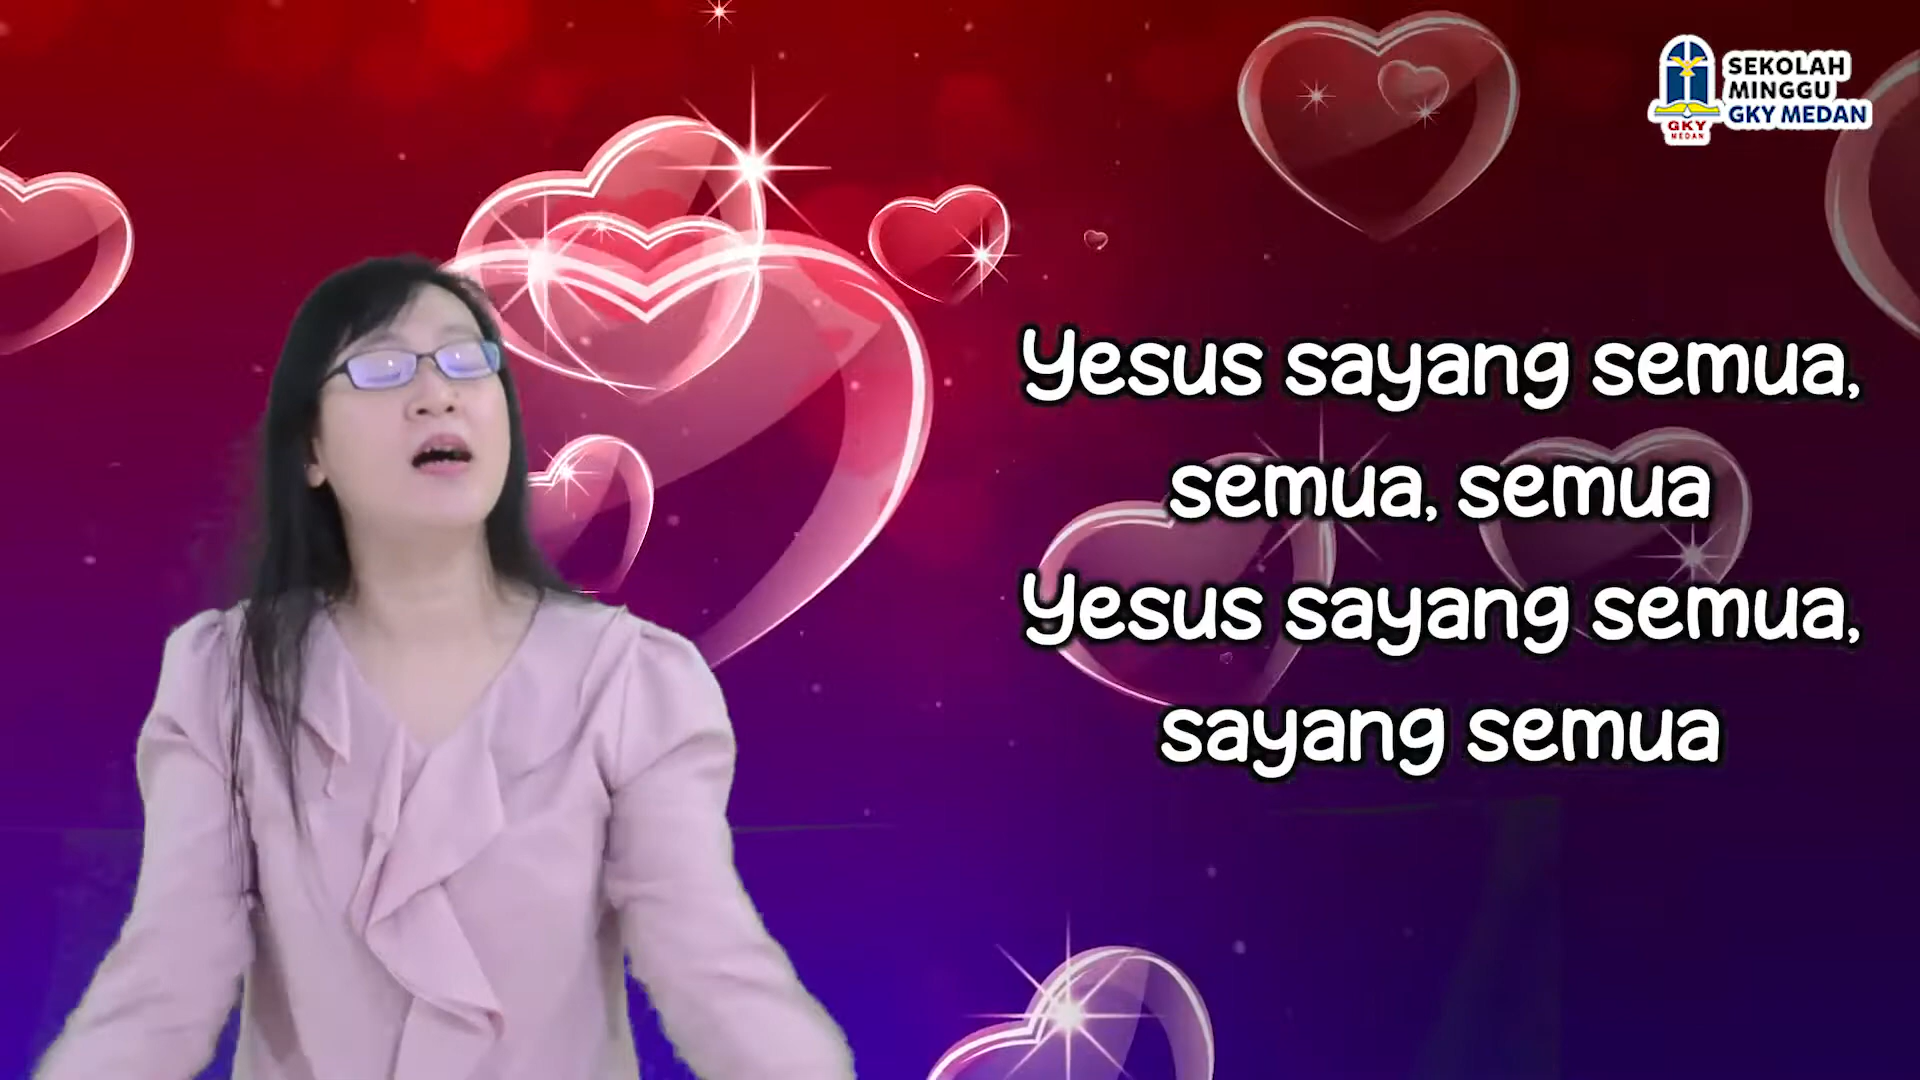 SEKOLAH
MINGGU
GKY MEDAN
GKY
MEDAN
Yesus sayang semua,
semua, semua
Yesus sayang semua,
sayang semua